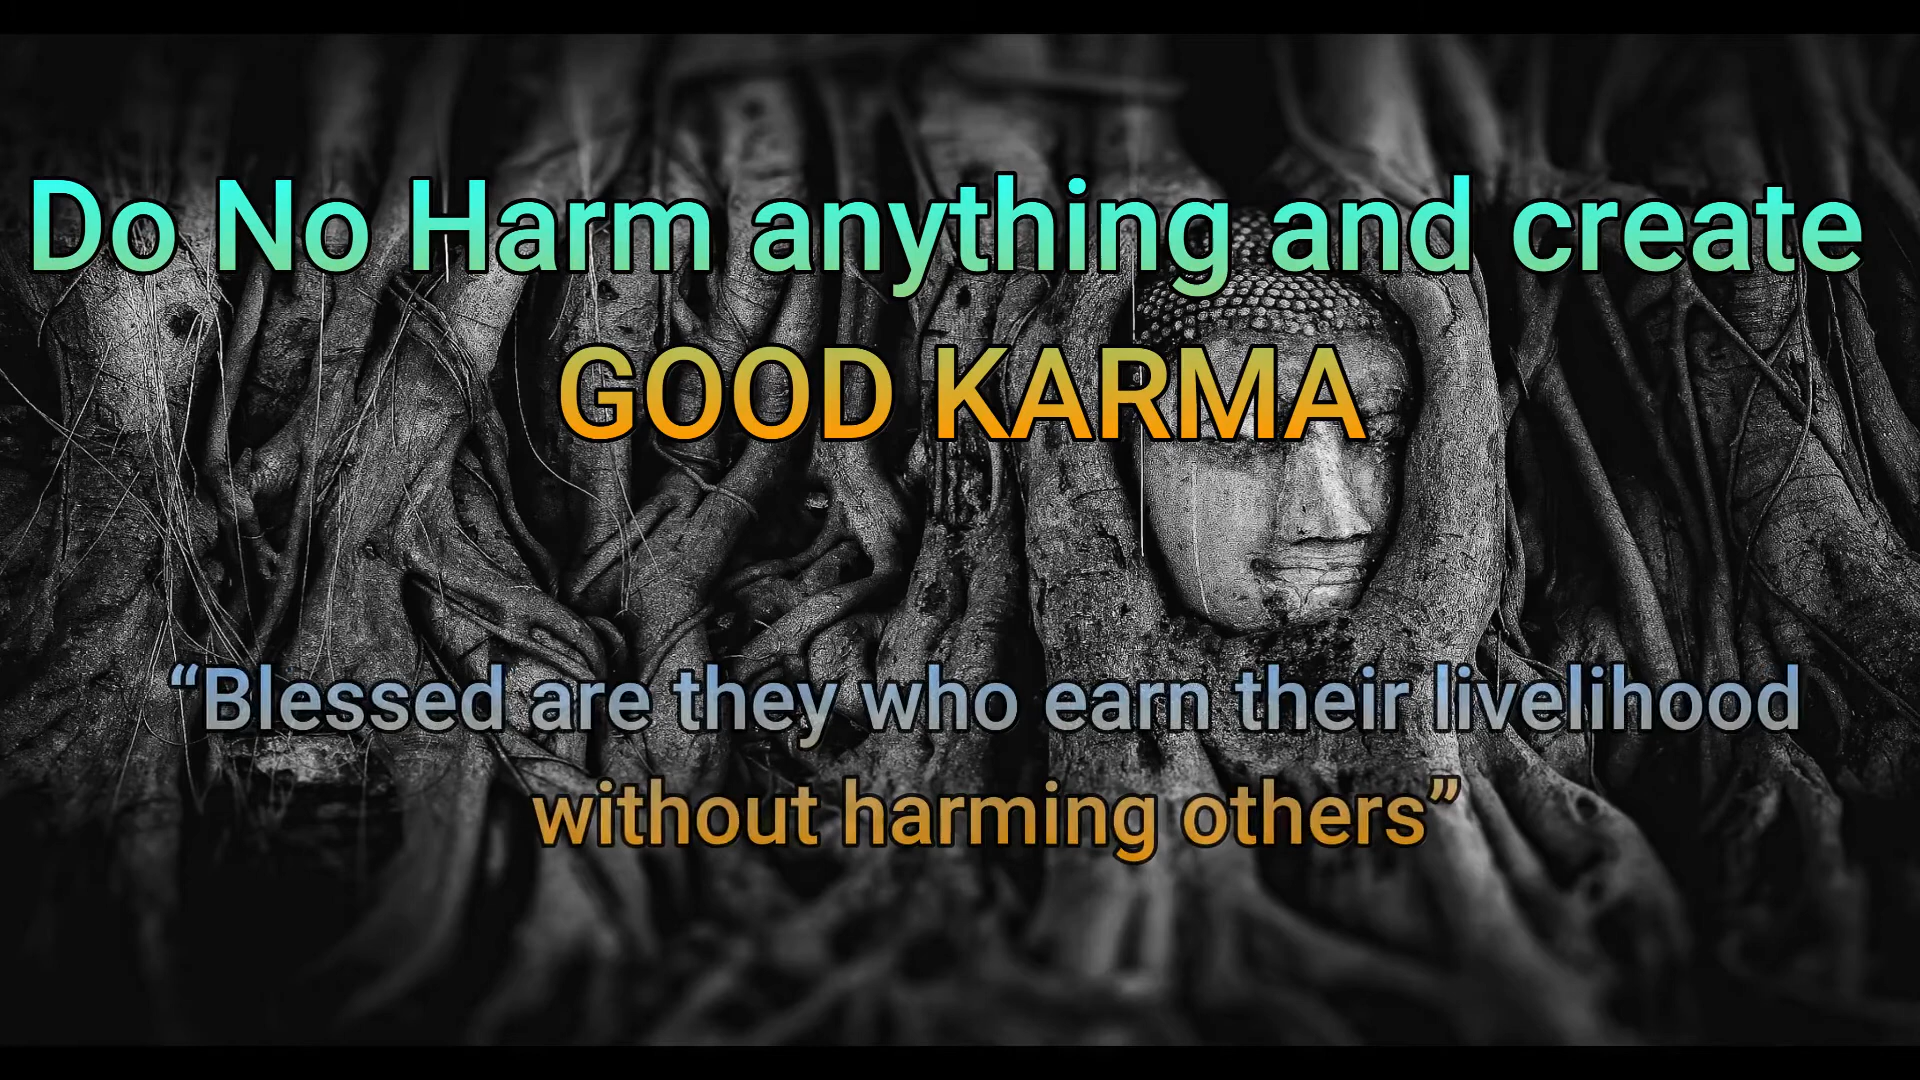 Do No Harm anything and create
GOOD KARMA
“Blessed are they who earn their livelihood
without harming others”